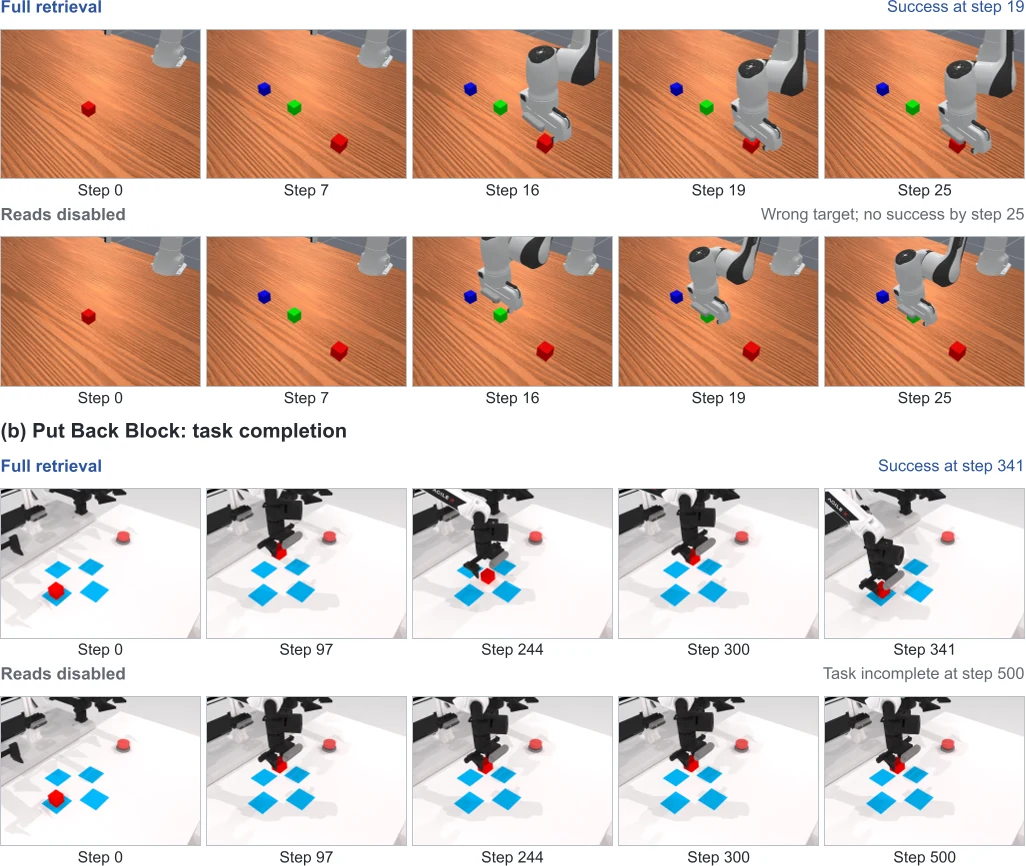 Full retrieval Success at step 19
Step 0 Step 7 Step 16 Step 19 Step 25
Reads disabled Wrong target; no success by step 25
Step 0 Step 7 Step 16 Step 19 Step 25
(b) Put Back Block: task completion
Full retrieval Success at step 341
AGILE X AGILE X
Step 0 Step 97 Step 244 Step 300 Step 341
Reads disabled Task incomplete at step 500
Step 0 Step 97 Step 244 Step 300 Step 500